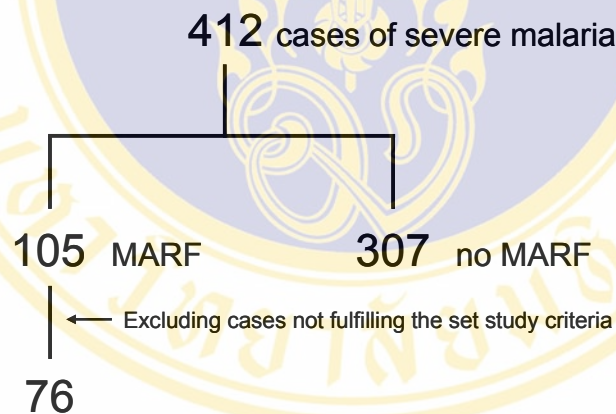 412 cases of severe malaria
105 MARF 307 no MARF
Excluding cases not fulfilling the set study criteria
76